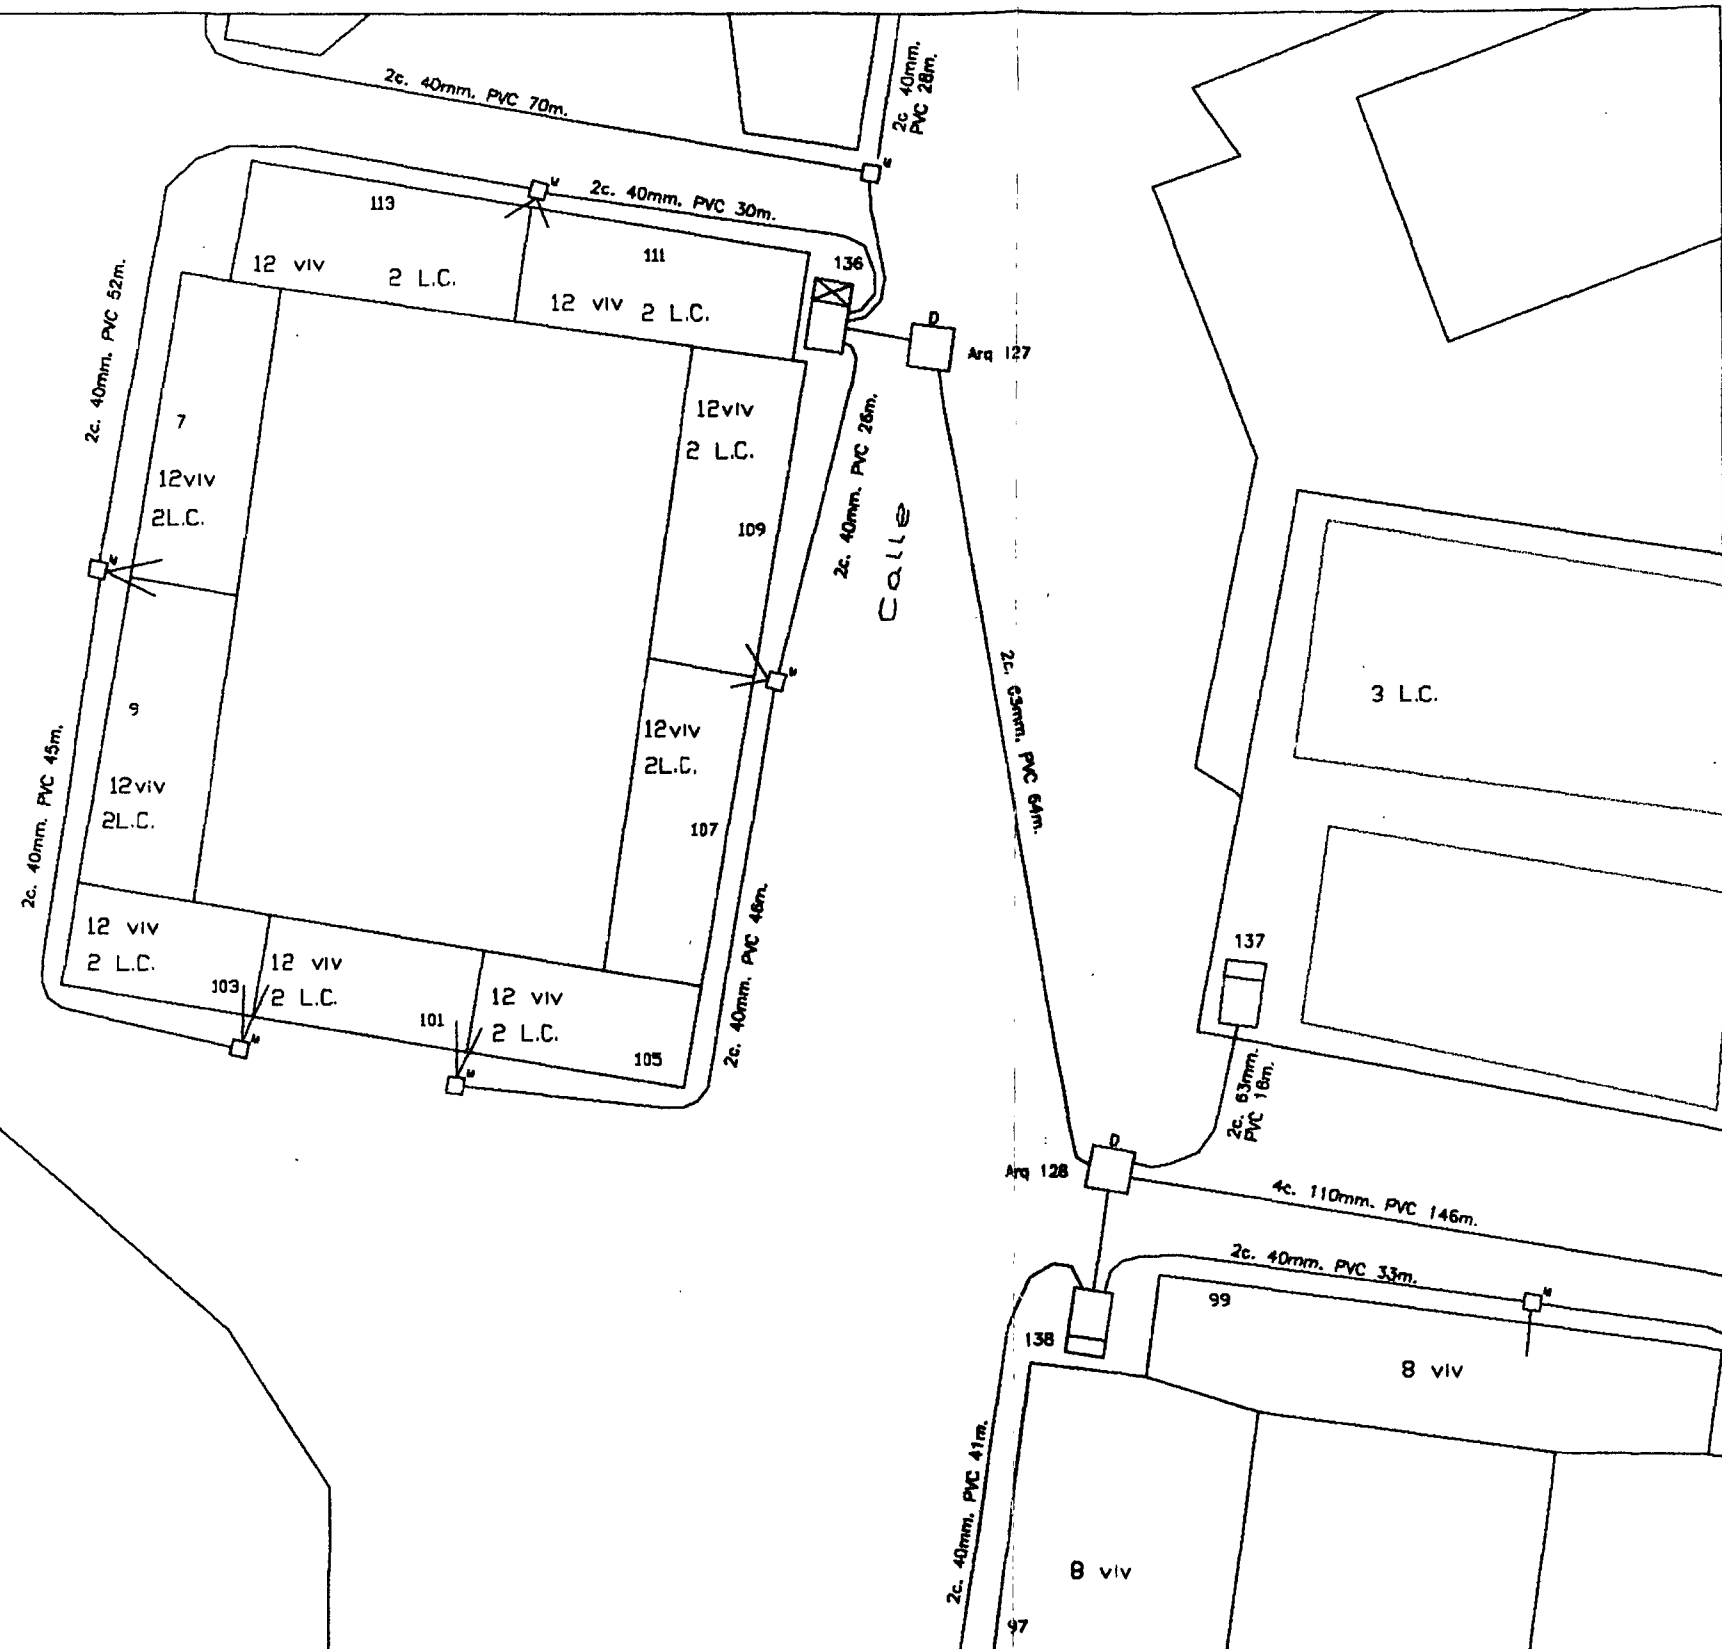 2c. 40mm. PVC 70m.
2c. 40mm.
PVC 28m.
M
M
2c. 40mm. PVC 30m.
113
111
136
12 viv
2 L.C.
12 viv
2 L.C.
D
Arq 127
2c. 40mm. PVC 52m.
7
12viv
2L.C.
12viv
2 L.C.
109
2c. 40mm. PVC 26m.
Calle
M
M
2c. 63mm. PVC 64m.
3 L.C.
9
12viv
2L.C.
12viv
2L.C.
107
2c. 40mm. PVC 45m.
2c. 40mm. PVC 46m.
12 viv
2 L.C.
103
12 viv
2 L.C.
101
12 viv
2 L.C.
105
M
M
137
2c. 63mm.
PVC 18m.
D
Arq 128
4c. 110mm. PVC 146m.
2c. 40mm. PVC 33m.
M
99
138
8 viv
2c. 40mm. PVC 41m.
8 viv
97